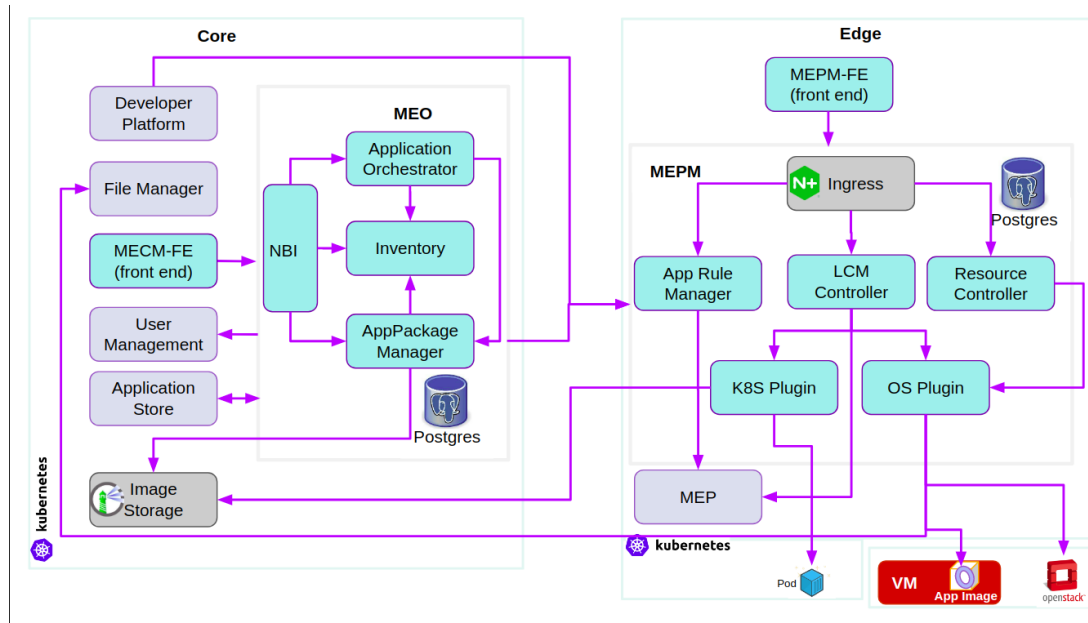 Core
Developer
Platform
File Manager
MECM-FE
(front end)
User
Management
Application
Store
Image
Storage
kubernetes
MEO
NBI
Application
Orchestrator
Inventory
AppPackage
Manager
Postgres
Edge
MEPM-FE
(front end)
MEPM
N+
Ingress
Postgres
App Rule
Manager
LCM
Controller
Resource
Controller
K8S Plugin
OS Plugin
MEP
kubernetes
Pod
VM
App Image
openstack